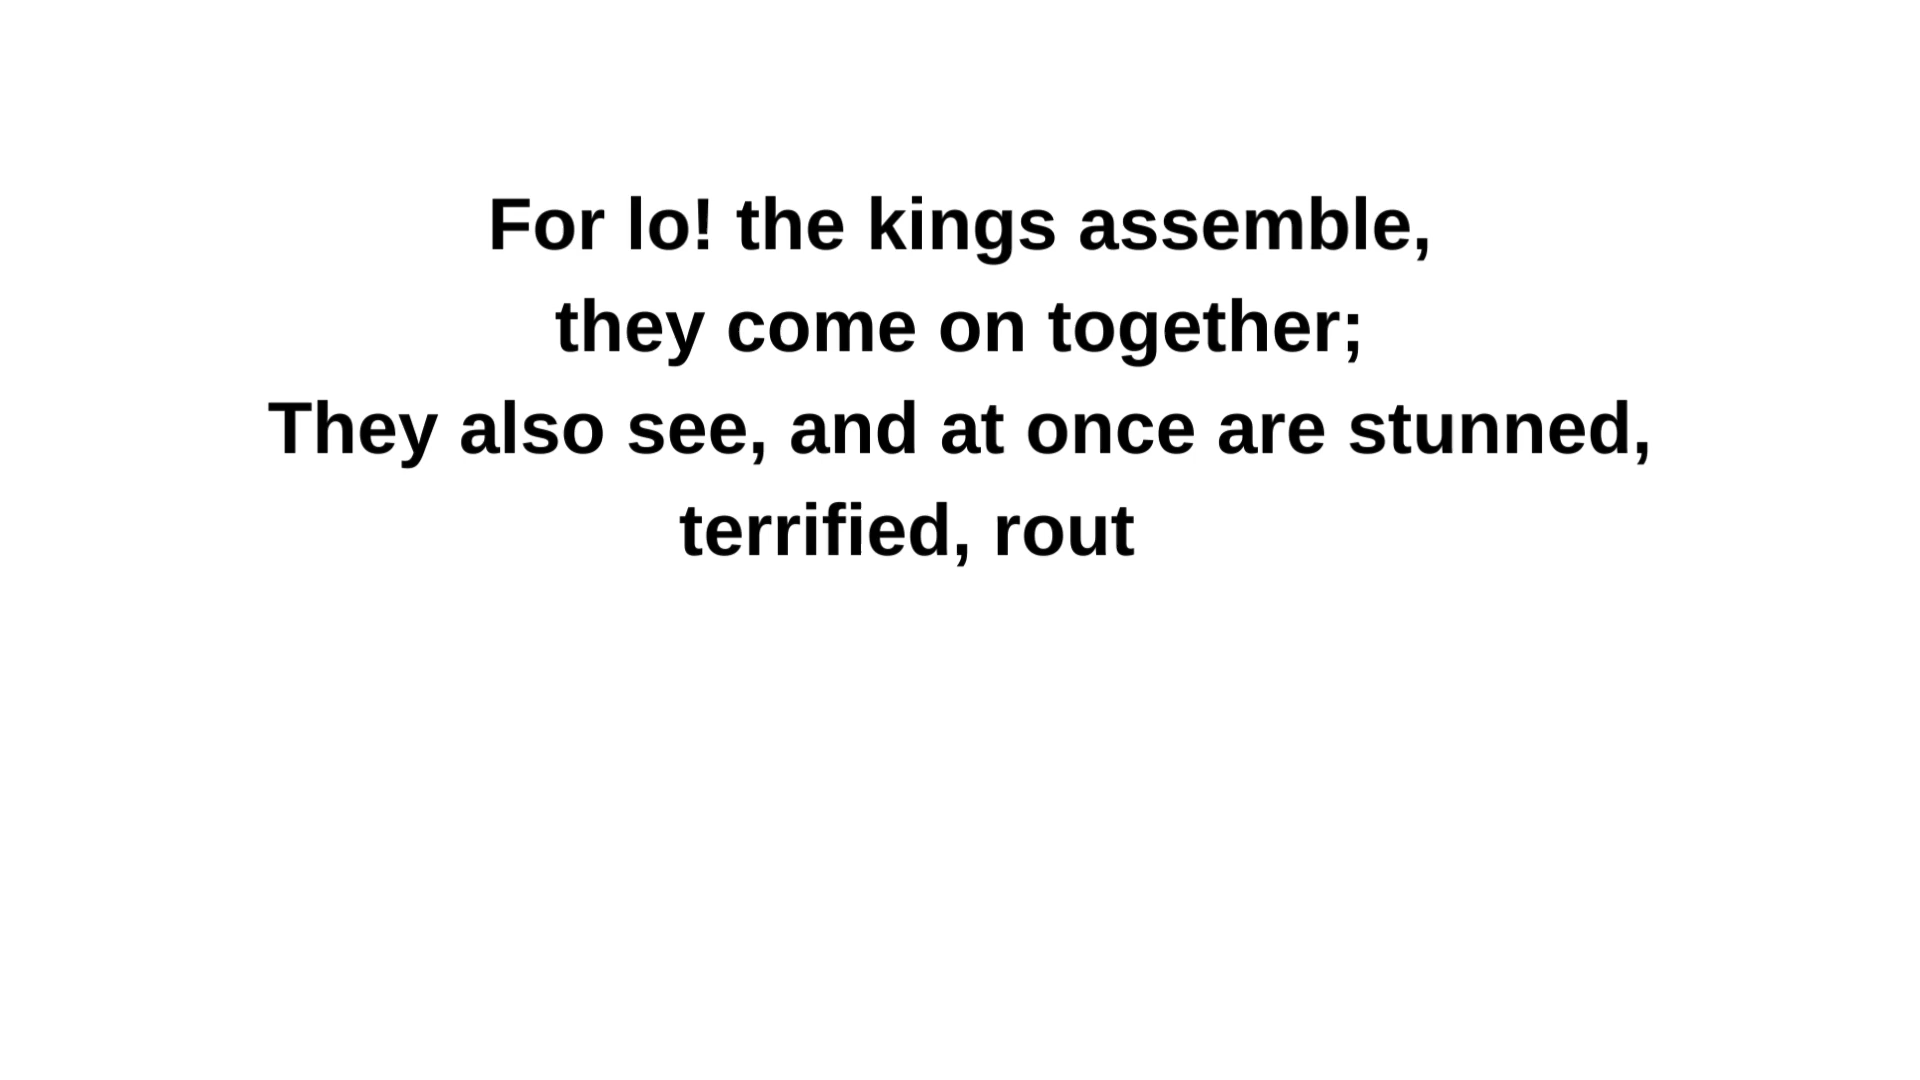 For lo! the kings assemble,
they come on together;
They also see, and at once are stunned,
terrified, rout